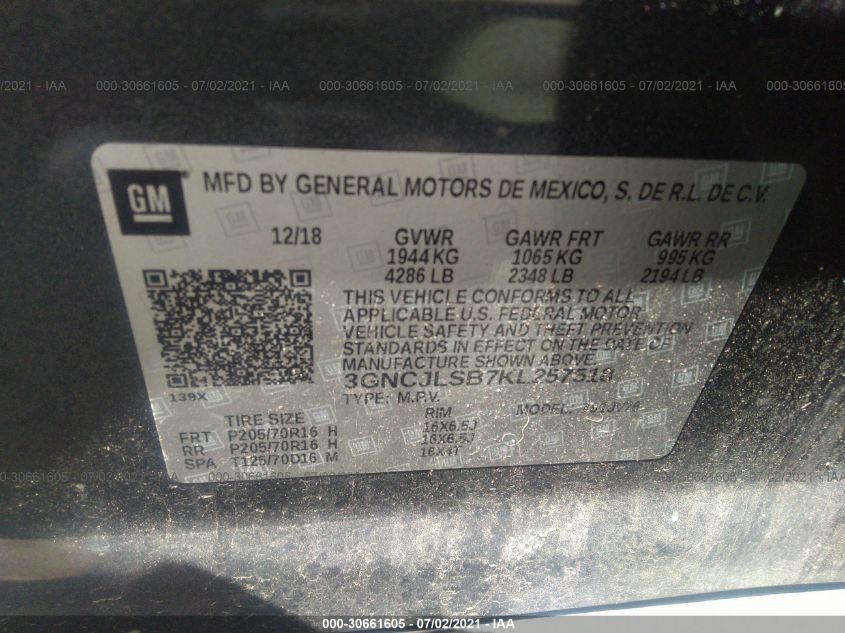 2021 - IAA 000-30661605 - 07/02/2021 - IAA 000-30661605 - 07/02/2021 - IAA 000-30661605 - 07/02/2021 - IAA 000-30661605
GM MFD BY GENERAL MOTORS DE MEXICO, S. DE R.L. DE C.V.
12/18 GVWR GAWR FRT GAWR RR
1944 KG 1065 KG 995 KG
4286 LB 2348 LB 2194 LB
THIS VEHICLE CONFORMS TO ALL
APPLICABLE U.S. FEDERAL MOTOR
VEHICLE SAFETY AND THEFT PREVENTION
STANDARDS IN EFFECT ON THE DATE OF
MANUFACTURE SHOWN ABOVE.
139X
TYPE: M.P.V. MODEL:
TIRE SIZE RIM
FRT P205/70R16 H 16X6.5J
RR P205/70R16 H 16X6.5J
SPA T125/70D16 M
000-30661605 - 07/02/2021 - IAA